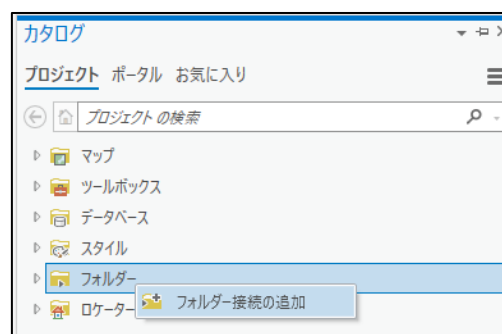 カタログ
プロジェクト ポータル お気に入り
プロジェクト の検索
マップ
ツールボックス
データベース
スタイル
フォルダー
フォルダー接続の追加
ロケーター